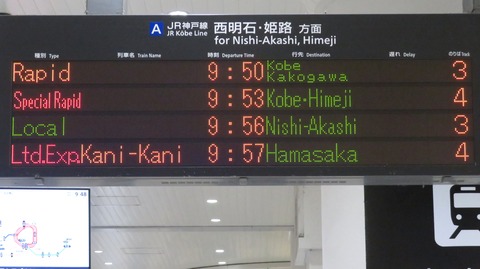 A JR神戸線 西明石・姫路 方面
JR Kōbe Line for Nishi-Akashi, Himeji
種別 Type 列車名 Train Name 時刻 Departure Time 行先 Destination 遅れ Delay のりば Track
Rapid 9:50 Kobe Kakogawa 3
Special Rapid 9:53 Kobe・Himeji 4
Local 9:56 Nishi-Akashi 3
Ltd.Exp. Kani-Kani 9:57 Hamasaka 4
9:48